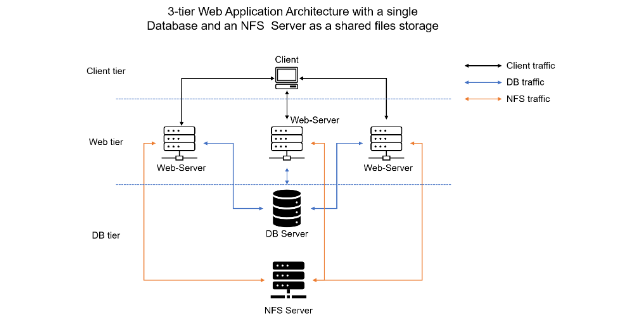 3-tier Web Application Architecture with a single
Database and an NFS Server as a shared files storage
Client
Client tier
Client traffic
DB traffic
NFS traffic
Web-Server
Web tier
Web-Server
Web-Server
DB Server
DB tier
NFS Server